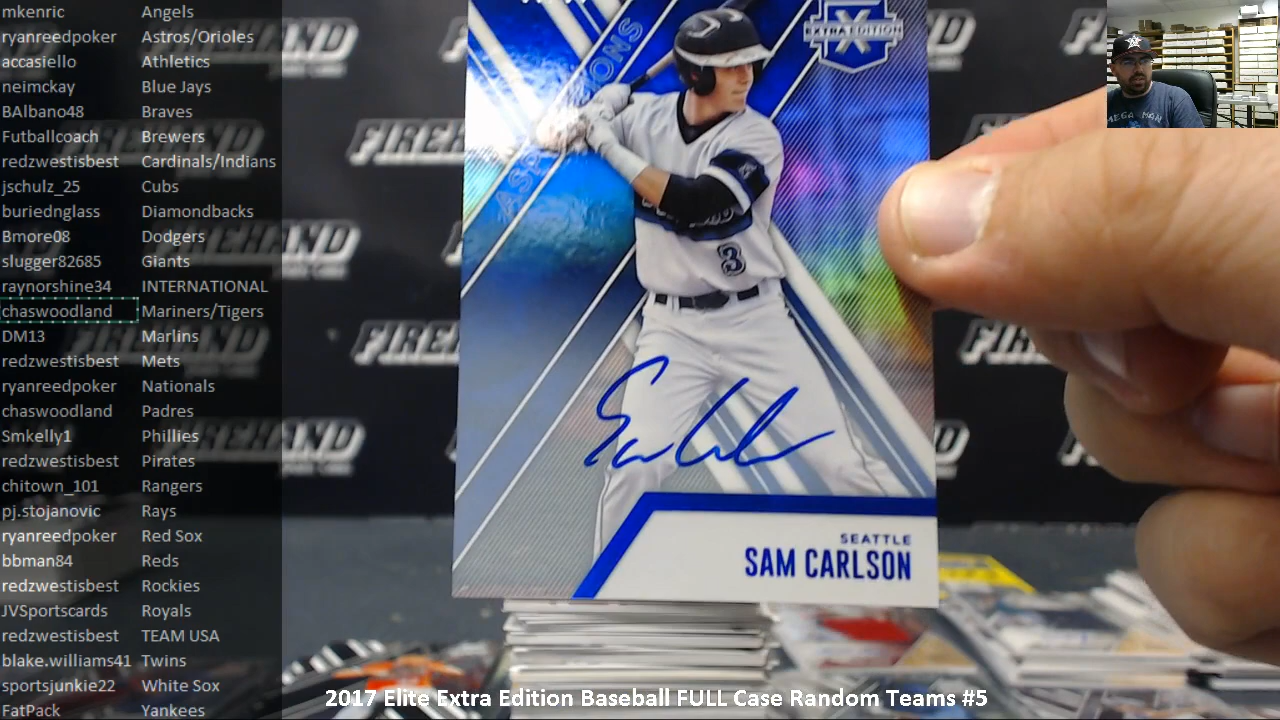 mkenric Angels
ryanreedpoker Astros/Orioles
accasiello Athletics
neimckay Blue Jays
BAlbano48 Braves
Futballcoach Brewers
redzwestisbest Cardinals/Indians
jschulz_25 Cubs
buriednglass Diamondbacks
Bmore08 Dodgers
slugger82685 Giants
raynorshine34 INTERNATIONAL
chaswoodland Mariners/Tigers
DM13 Marlins
redzwestisbest Mets
ryanreedpoker Nationals
chaswoodland Padres
Smkelly1 Phillies
redzwestisbest Pirates
chitown_101 Rangers
pj.stojanovic Rays
ryanreedpoker Red Sox
bbman84 Reds
redzwestisbest Rockies
JVSportscards Royals
redzwestisbest TEAM USA
blake.williams41 Twins
sportsjunkie22 White Sox
FatPack Yankees
EXTRA EDITION
X
3
SEATTLE
SAM CARLSON
FIREHAND
MEGA MAN
2017 Elite Extra Edition Baseball FULL Case Random Teams #5